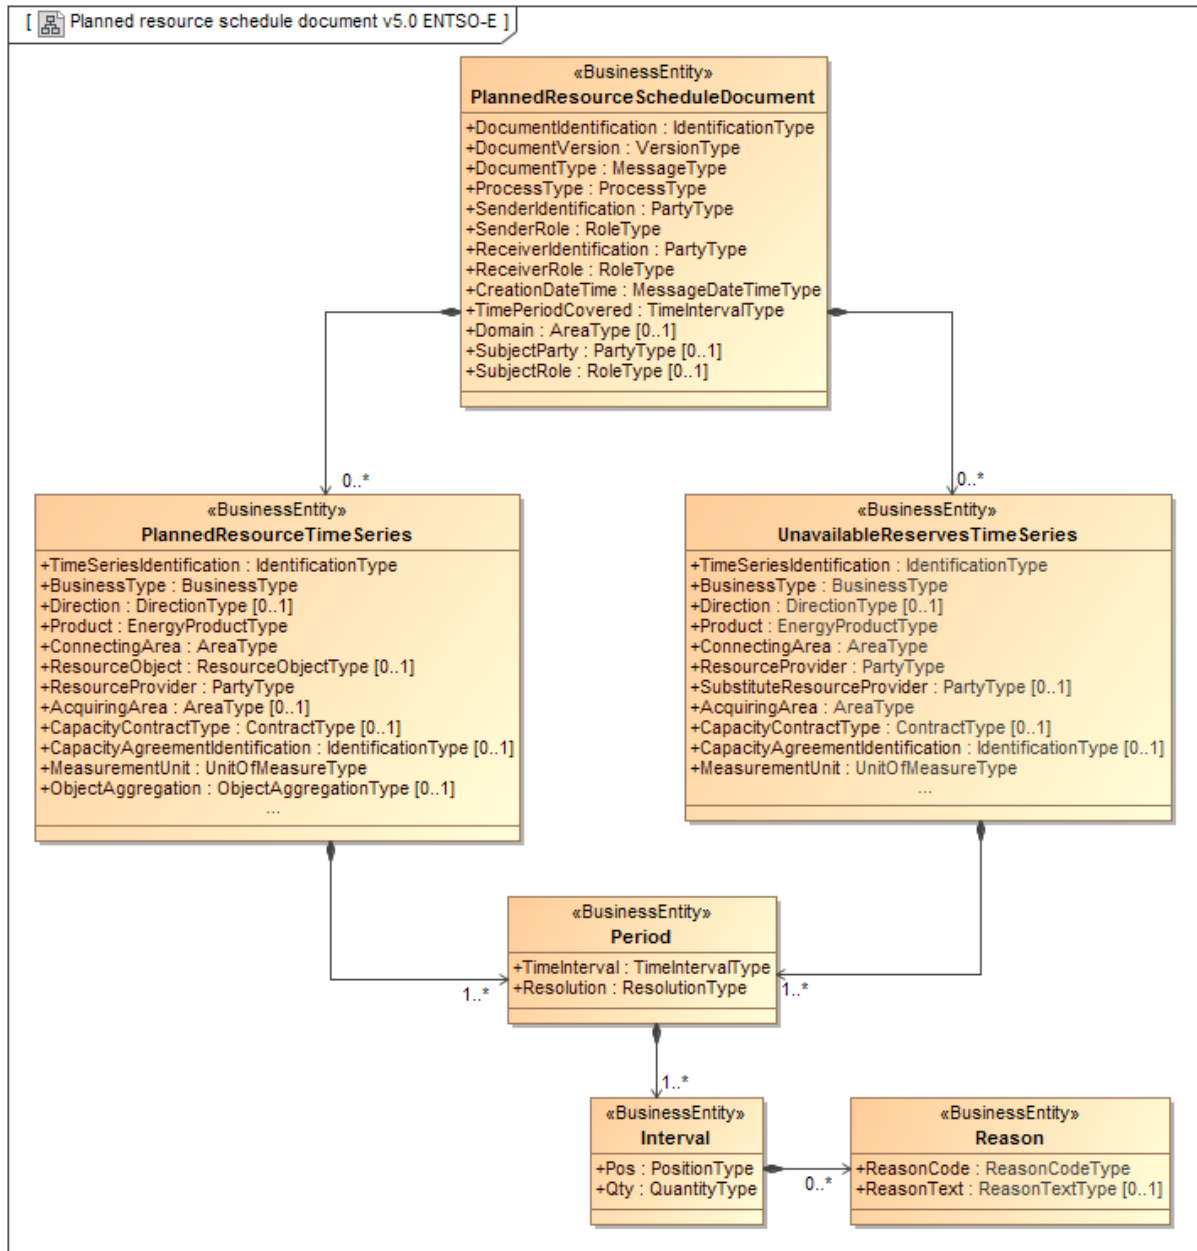 [ Planned resource schedule document v5.0 ENTSO-E ]
«BusinessEntity»
PlannedResourceScheduleDocument
+DocumentIdentification : IdentificationType
+DocumentVersion : VersionType
+DocumentType : MessageType
+ProcessType : ProcessType
+SenderIdentification : PartyType
+SenderRole : RoleType
+ReceiverIdentification : PartyType
+ReceiverRole : RoleType
+CreationDateTime : MessageDateTimeType
+TimePeriodCovered : TimeIntervalType
+Domain : AreaType [0..1]
+SubjectParty : PartyType [0..1]
+SubjectRole : RoleType [0..1]
0..*
0..*
«BusinessEntity»
PlannedResourceTimeSeries
+TimeSeriesIdentification : IdentificationType
+BusinessType : BusinessType
+Direction : DirectionType [0..1]
+Product : EnergyProductType
+ConnectingArea : AreaType
+ResourceObject : ResourceObjectType [0..1]
+ResourceProvider : PartyType
+AcquiringArea : AreaType [0..1]
+CapacityContractType : ContractType [0..1]
+CapacityAgreementIdentification : IdentificationType [0..1]
+MeasurementUnit : UnitOfMeasureType
+ObjectAggregation : ObjectAggregationType [0..1]
...
«BusinessEntity»
UnavailableReservesTimeSeries
+TimeSeriesIdentification : IdentificationType
+BusinessType : BusinessType
+Direction : DirectionType [0..1]
+Product : EnergyProductType
+ConnectingArea : AreaType
+ResourceProvider : PartyType
+SubstituteResourceProvider : PartyType [0..1]
+AcquiringArea : AreaType
+CapacityContractType : ContractType [0..1]
+CapacityAgreementIdentification : IdentificationType [0..1]
+MeasurementUnit : UnitOfMeasureType
...
«BusinessEntity»
Period
+TimeInterval : TimeIntervalType
+Resolution : ResolutionType
1..*
1..*
1..*
«BusinessEntity»
Interval
+Pos : PositionType
+Qty : QuantityType
0..*
«BusinessEntity»
Reason
+ReasonCode : ReasonCodeType
+ReasonText : ReasonTextType [0..1]